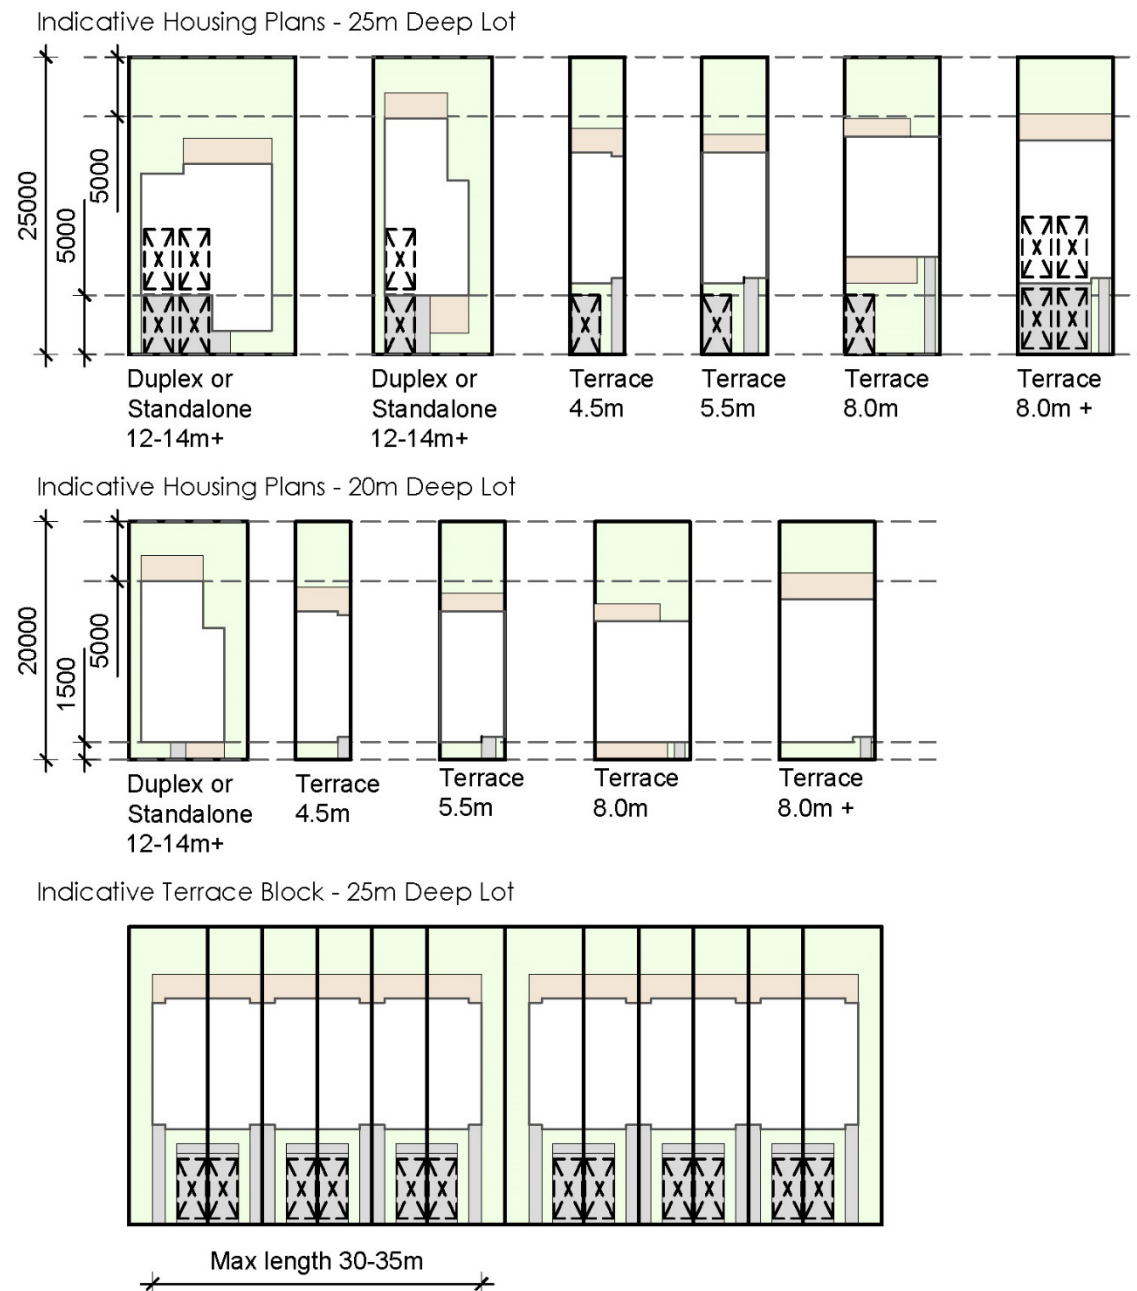 Indicative Housing Plans - 25m Deep Lot
25000
5000
5000
Duplex or
Standalone
12-14m+
Duplex or
Standalone
12-14m+
Terrace
4.5m
Terrace
5.5m
Terrace
8.0m
Terrace
8.0m +
Indicative Housing Plans - 20m Deep Lot
20000
1500
5000
Duplex or
Standalone
12-14m+
Terrace
4.5m
Terrace
5.5m
Terrace
8.0m
Terrace
8.0m +
Indicative Terrace Block - 25m Deep Lot
Max length 30-35m